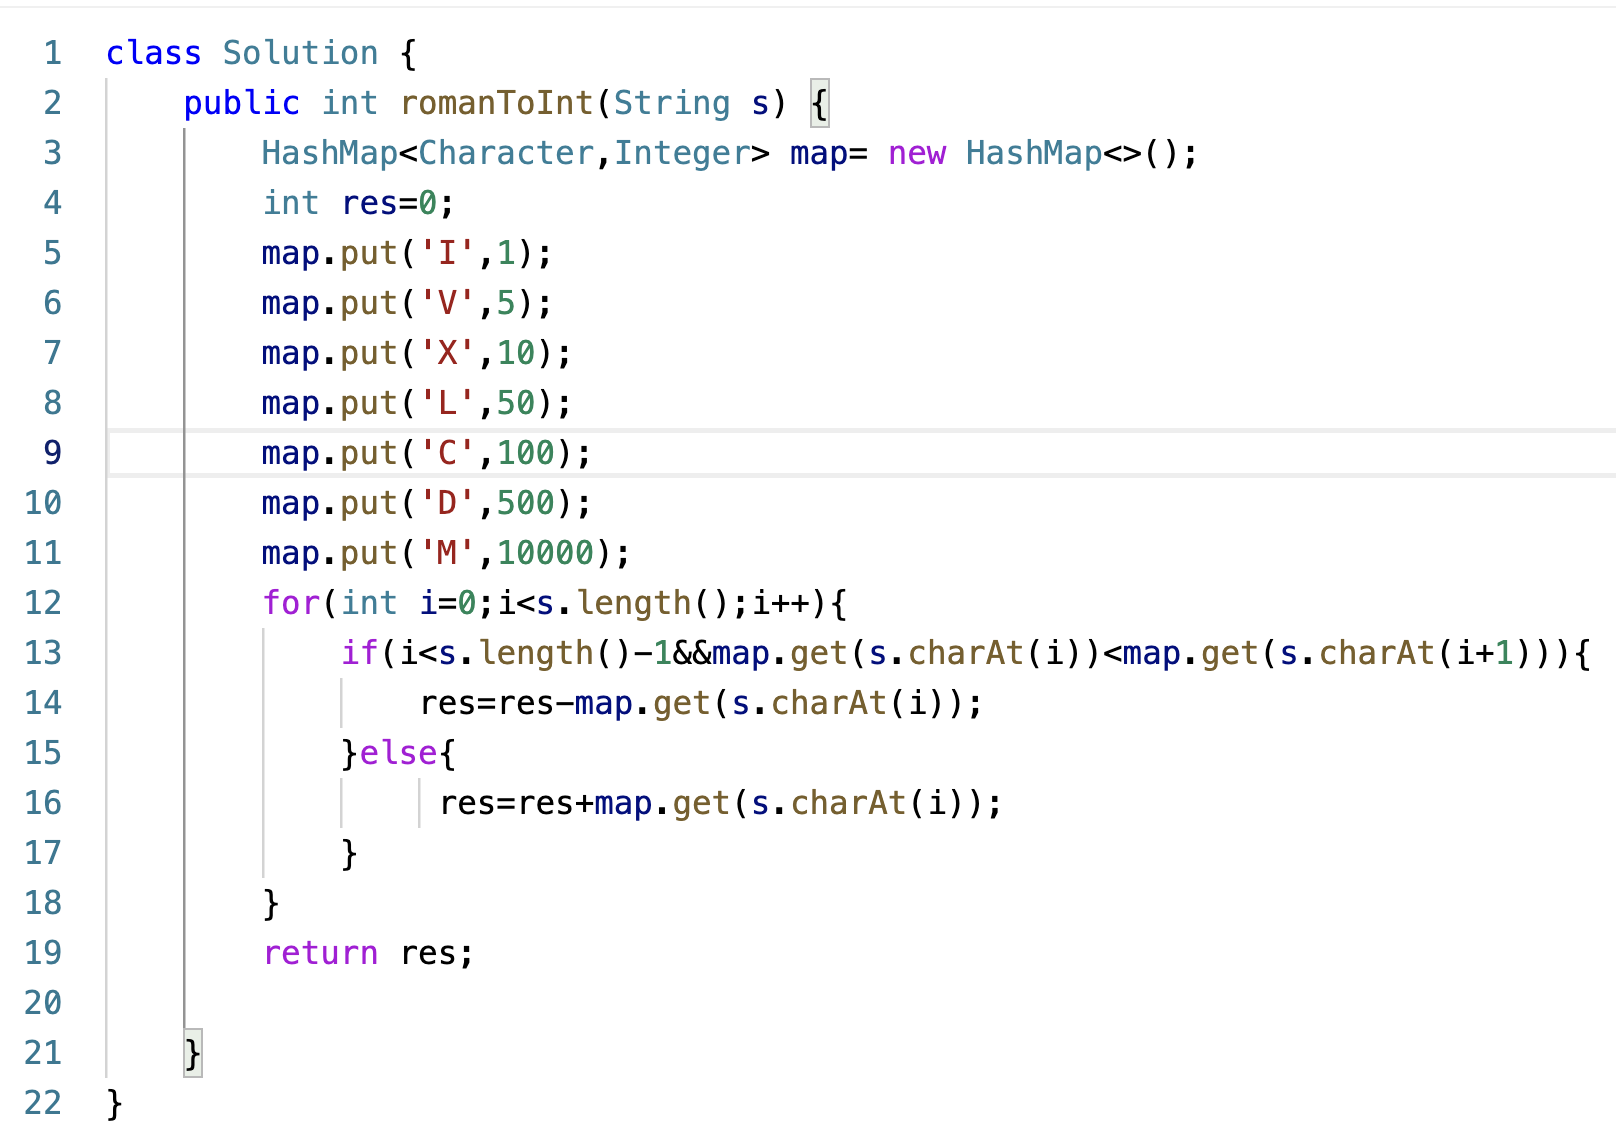 1 class Solution {
2     public int romanToInt(String s) {
3         HashMap<Character,Integer> map= new HashMap<>();
4         int res=0;
5         map.put('I',1);
6         map.put('V',5);
7         map.put('X',10);
8         map.put('L',50);
9         map.put('C',100);
10         map.put('D',500);
11         map.put('M',10000);
12         for(int i=0;i<s.length();i++){
13             if(i<s.length()-1&&map.get(s.charAt(i))<map.get(s.charAt(i+1))){
14                 res=res-map.get(s.charAt(i));
15             }else{
16                  res=res+map.get(s.charAt(i));
17             }
18         }
19         return res;
20
21     }
22 }